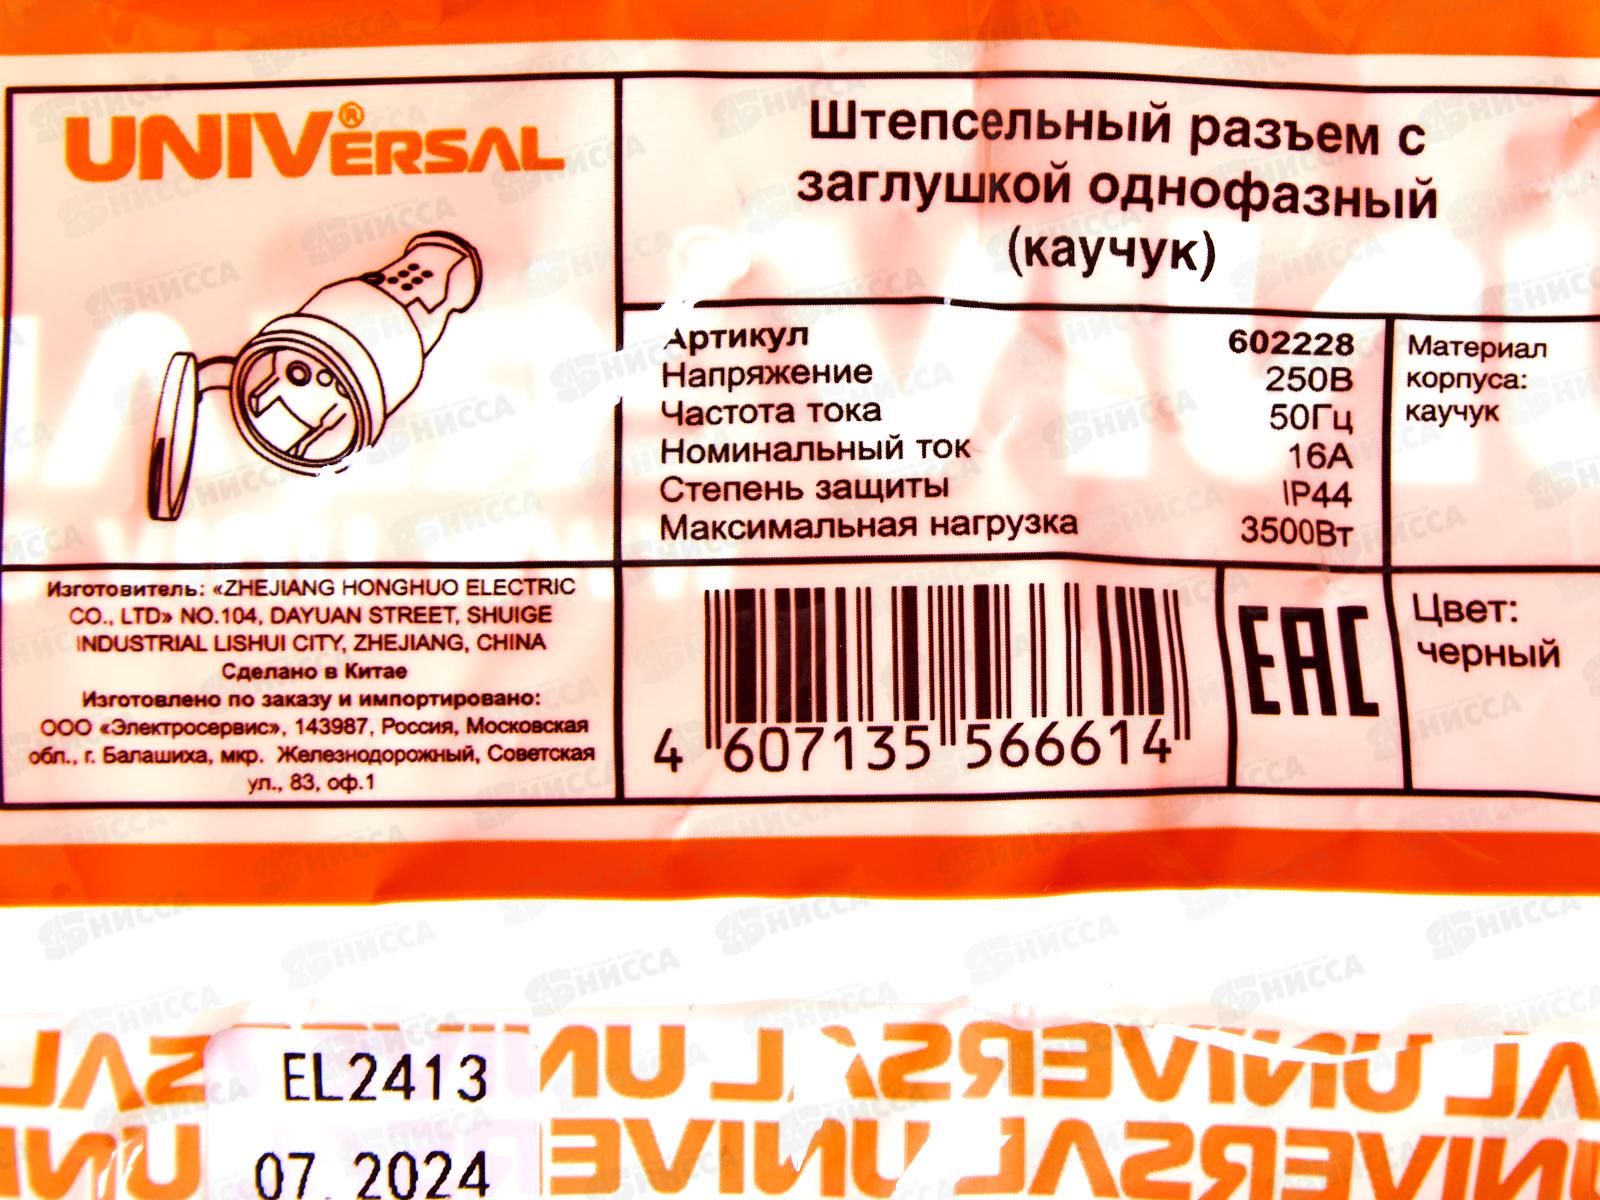 UNIVERSAL®
Штепсельный разъем с
заглушкой однофазный
(каучук)
Артикул 602228
Напряжение 250В
Частота тока 50Гц
Номинальный ток 16А
Степень защиты IP44
Максимальная нагрузка 3500Вт
Материал
корпуса:
каучук
Изготовитель: «ZHEJIANG HONGHUO ELECTRIC
CO., LTD» NO.104, DAYUAN STREET, SHUIGE
INDUSTRIAL LISHUI CITY, ZHEJIANG, CHINA
Сделано в Китае
Изготовлено по заказу и импортировано:
ООО «Электросервис», 143987, Россия, Московская
обл., г. Балашиха, мкр. Железнодорожный, Советская
ул., 83, оф.1
4 607135 566614
EAC
Цвет:
черный
EL2413
07. 2024